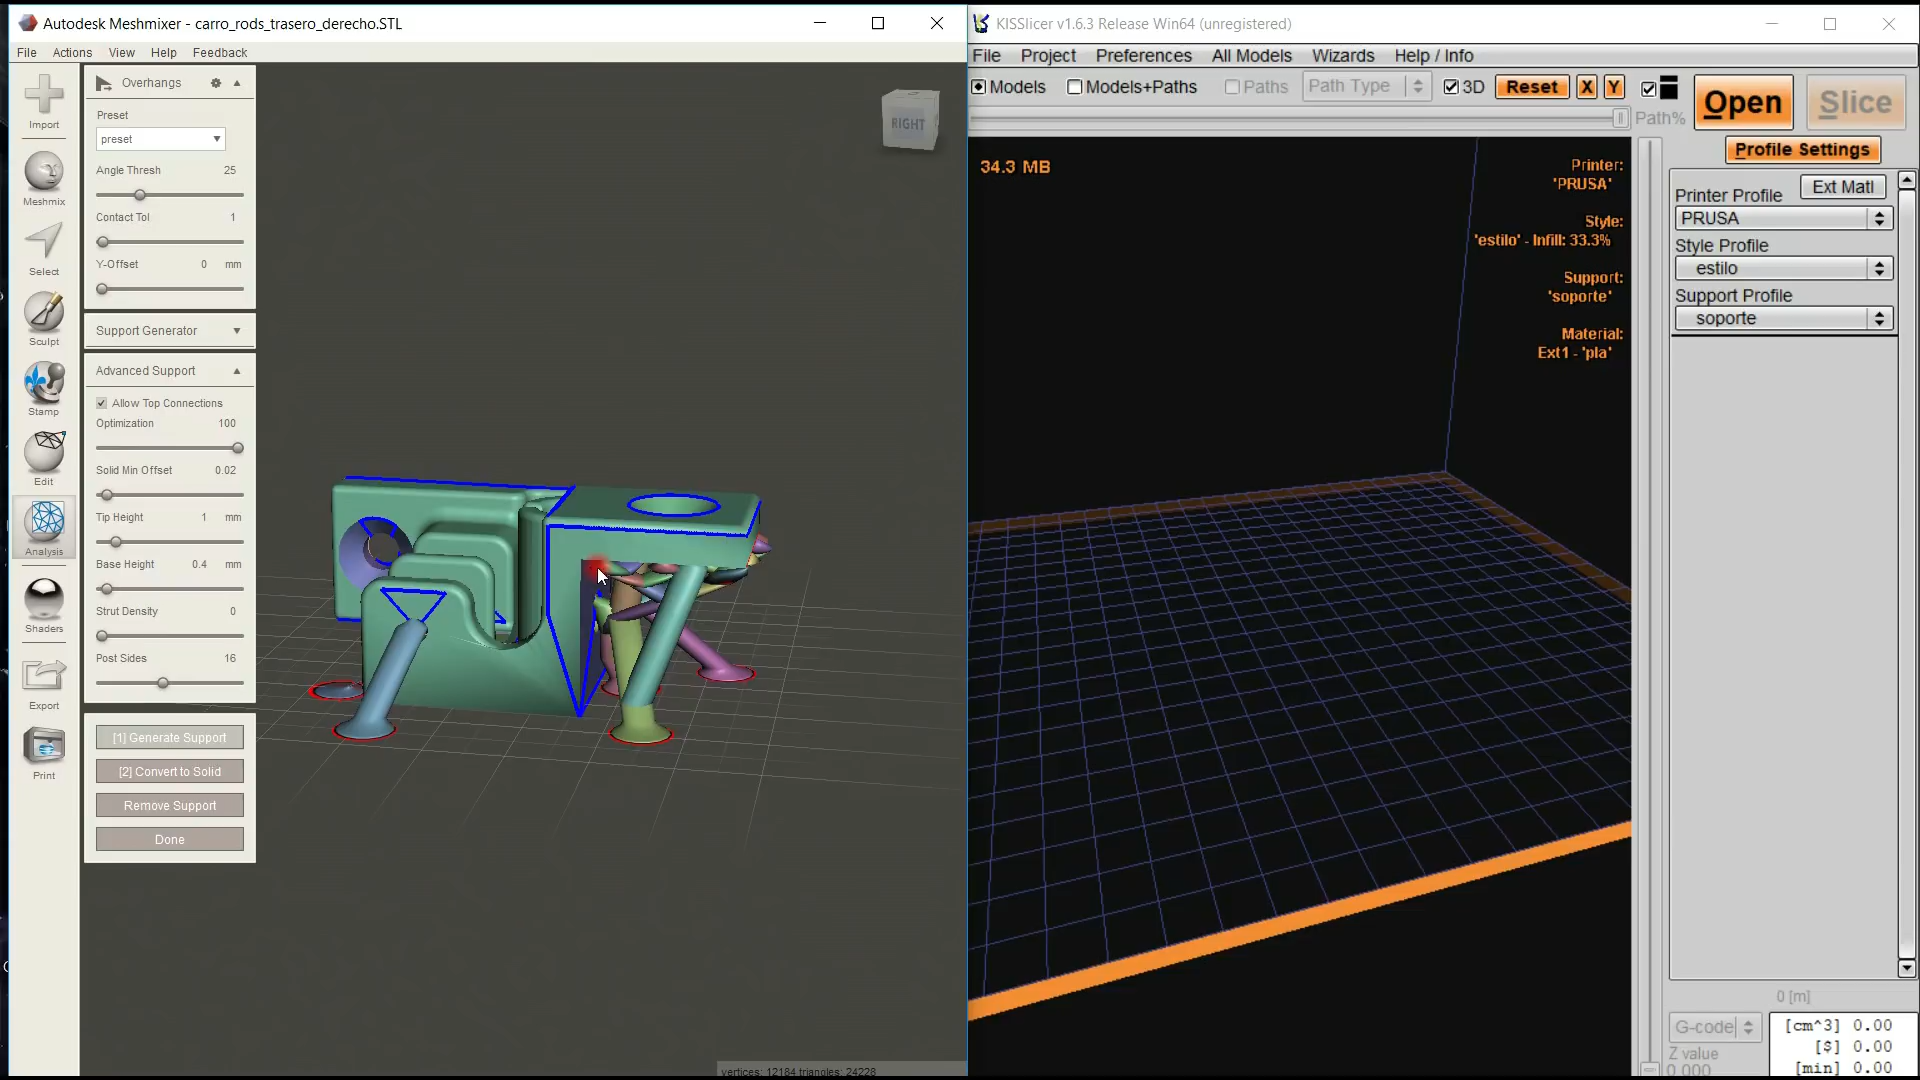 Autodesk Meshmixer - carro_rods_trasero_derecho.STL
File Actions View Help Feedback
Import
Meshmix
Select
Sculpt
Stamp
Edit
Analysis
Shaders
Export
Print
Overhangs
Preset
preset
Angle Thresh 25
Contact Tol 1
Y-Offset 0 mm
Support Generator
Advanced Support
Allow Top Connections
Optimization 100
Solid Min Offset 0.02
Tip Height 1 mm
Base Height 0.4 mm
Strut Density 0
Post Sides 16
[1] Generate Support
[2] Convert to Solid
Remove Support
Done
RIGHT
vertices: 12184 triangles: 24228
KISSlicer v1.6.3 Release Win64 (unregistered)
File Project Preferences All Models Wizards Help / Info
Models Models+Paths Paths Path Type 3D Reset X Y
Path%
Open Slice
Profile Settings
34.3 MB
Printer:
'PRUSA'
Style:
'estilo' - Infill: 33.3%
Support:
'soporte'
Material:
Ext1 - 'pla'
Printer Profile Ext Matl
PRUSA
Style Profile
estilo
Support Profile
soporte
0 [m]
G-code
Z value
0.000
[cm^3] 0.00
[$] 0.00
[min] 0.00